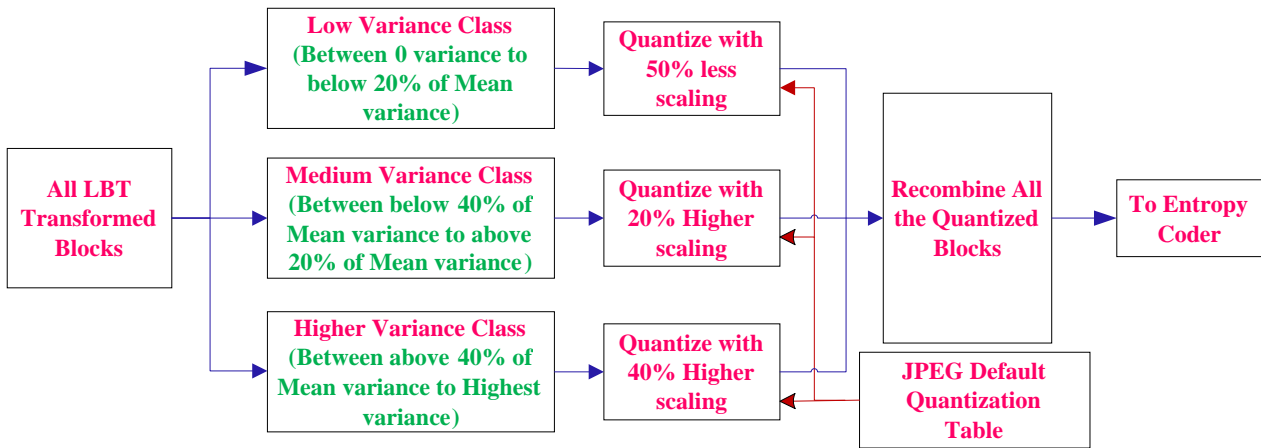 All LBT
Transformed
Blocks
Low Variance Class
(Between 0 variance to
below 20% of Mean
variance)
Quantize with
50% less
scaling
Medium Variance Class
(Between below 40% of
Mean variance to above
20% of Mean variance)
Quantize with
20% Higher
scaling
Higher Variance Class
(Between above 40% of
Mean variance to Highest
variance)
Quantize with
40% Higher
scaling
Recombine All
the Quantized
Blocks
To Entropy
Coder
JPEG Default
Quantization
Table